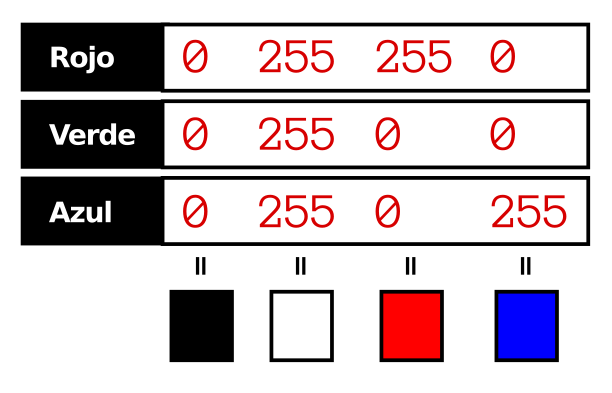 Rojo 0 255 255 0
Verde 0 255 0 0
Azul 0 255 0 255
= = = =